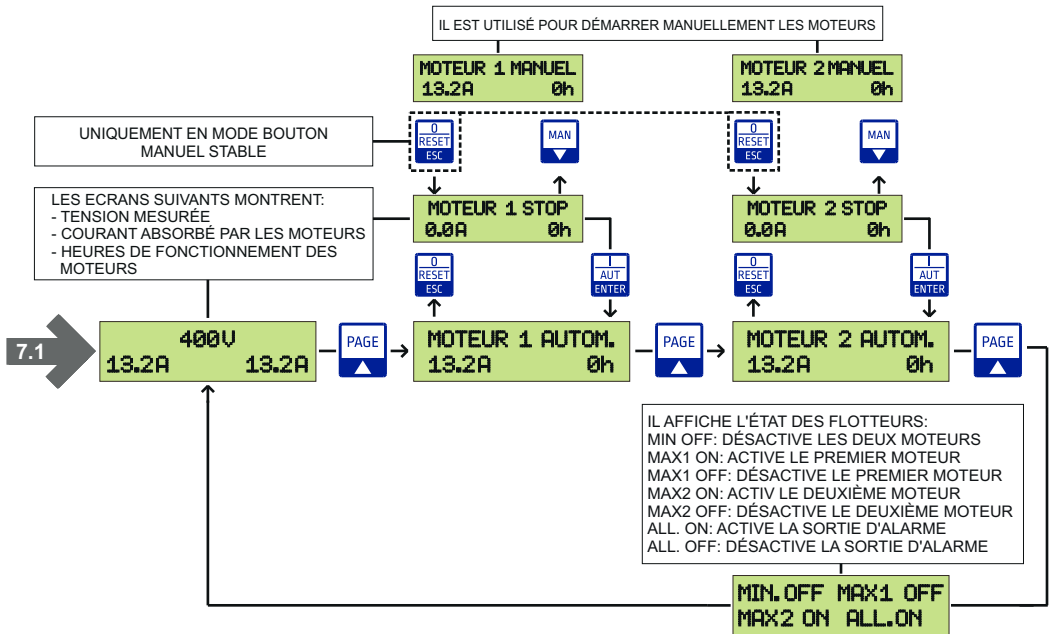 IL EST UTILISÉ POUR DÉMARRER MANUELLEMENT LES MOTEURS
MOTEUR 1 MANUEL
13.2A 0h
MOTEUR 2 MANUEL
13.2A 0h
UNIQUEMENT EN MODE BOUTON
MANUEL STABLE
0
RESET
ESC
MAN
0
RESET
ESC
MAN
LES ECRANS SUIVANTS MONTRENT:
- TENSION MESURÉE
- COURANT ABSORBÉ PAR LES MOTEURS
- HEURES DE FONCTIONNEMENT DES
MOTEURS
MOTEUR 1 STOP
0.0A 0h
MOTEUR 2 STOP
0.0A 0h
0
RESET
ESC
I
AUT
ENTER
0
RESET
ESC
I
AUT
ENTER
7.1
400V
13.2A 13.2A
PAGE
MOTEUR 1 AUTOM.
13.2A 0h
PAGE
MOTEUR 2 AUTOM.
13.2A 0h
PAGE
IL AFFICHE L'ÉTAT DES FLOTTEURS:
MIN OFF: DÉSACTIVE LES DEUX MOTEURS
MAX1 ON: ACTIVE LE PREMIER MOTEUR
MAX1 OFF: DÉSACTIVE LE PREMIER MOTEUR
MAX2 ON: ACTIV LE DEUXIÈME MOTEUR
MAX2 OFF: DÉSACTIVE LE DEUXIÈME MOTEUR
ALL. ON: ACTIVE LA SORTIE D'ALARME
ALL. OFF: DÉSACTIVE LA SORTIE D'ALARME
MIN.OFF MAX1 OFF
MAX2 ON ALL.ON